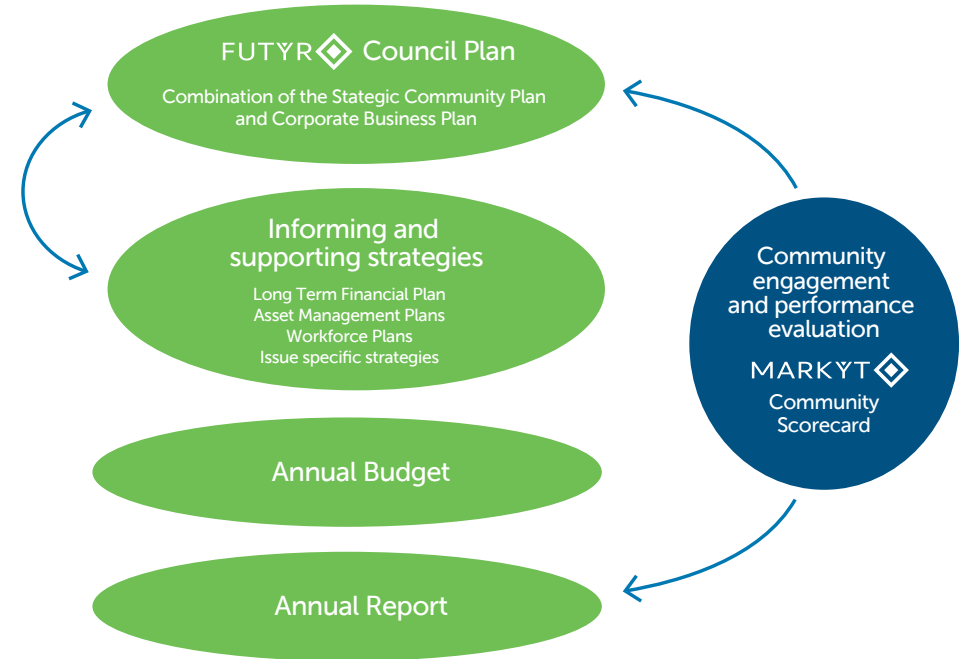 FUTYR Council Plan
Combination of the Stategic Community Plan
and Corporate Business Plan
Informing and
supporting strategies
Long Term Financial Plan
Asset Management Plans
Workforce Plans
Issue specific strategies
Annual Budget
Annual Report
Community
engagement
and performance
evaluation
MARKYT
Community
Scorecard